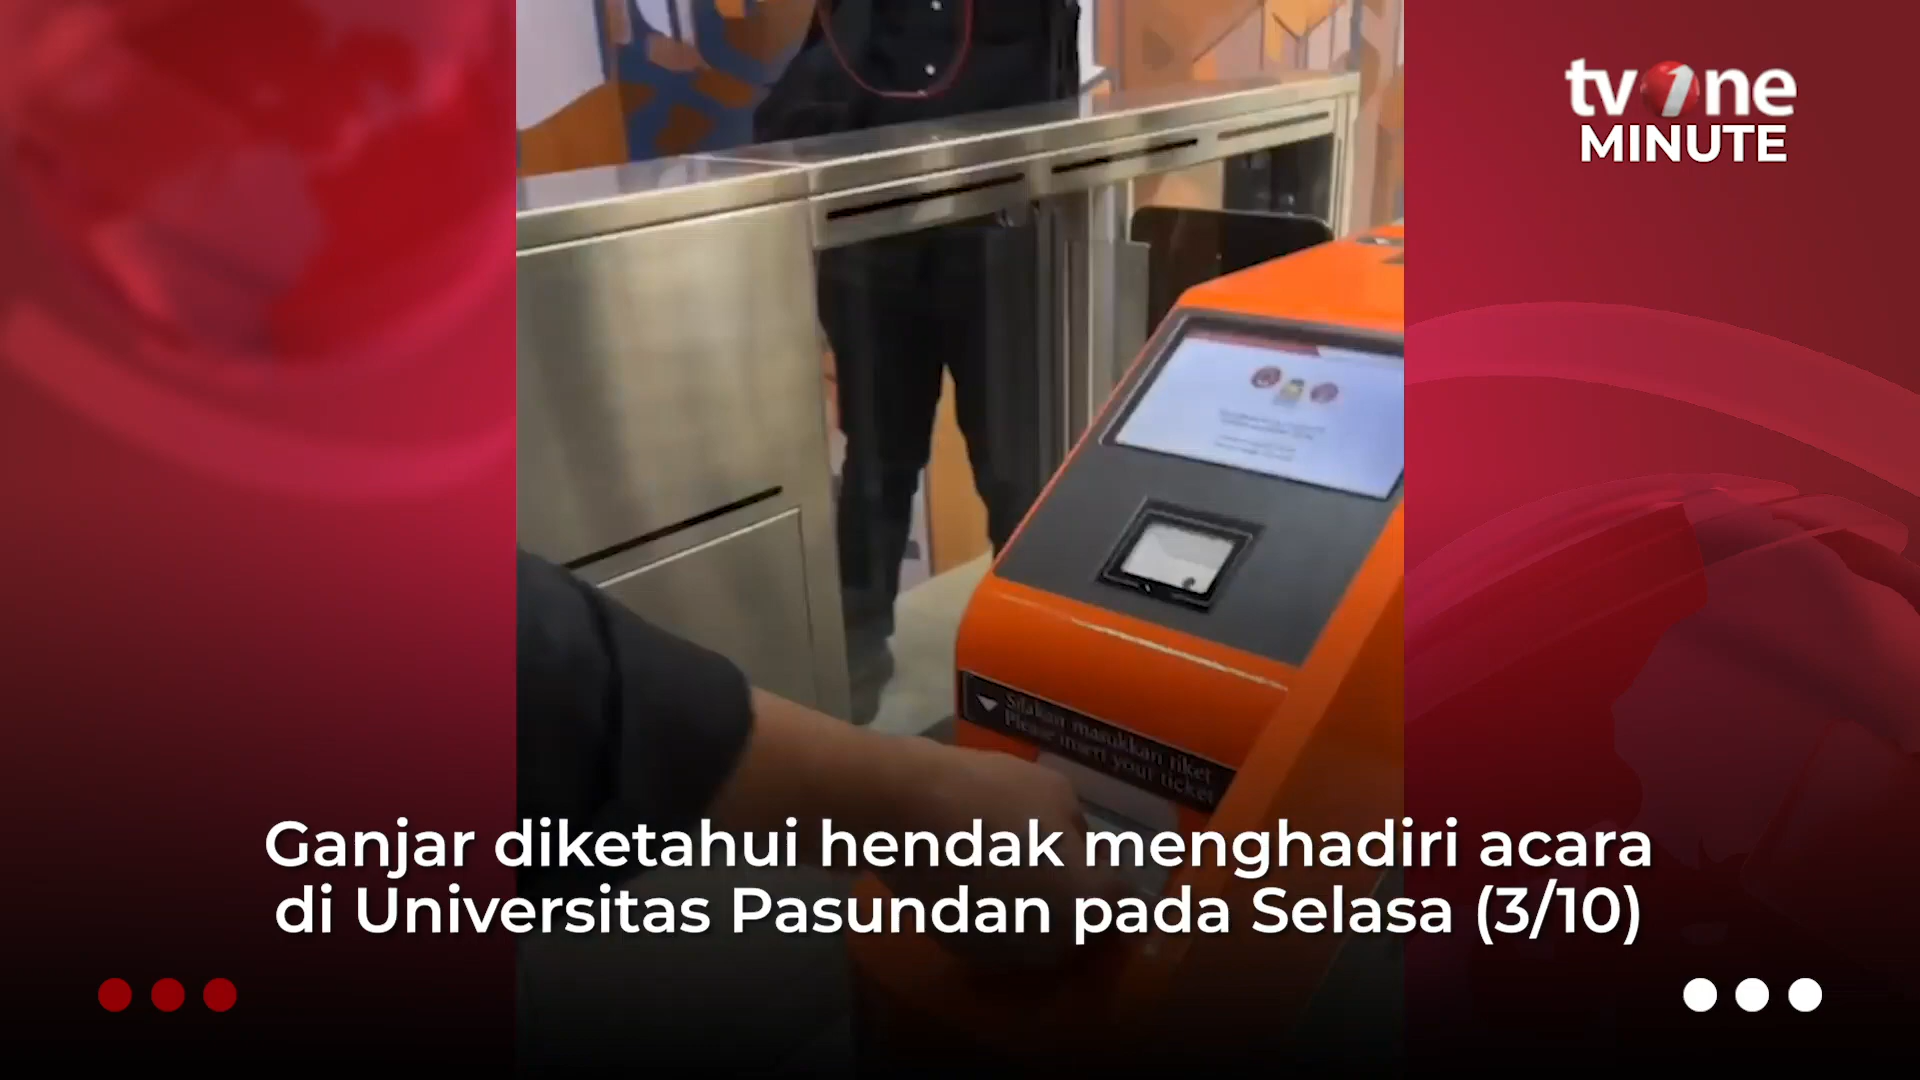 tvOne
MINUTE
Silakan masukkan tiket
Please insert your ticket
Ganjar diketahui hendak menghadiri acara
di Universitas Pasundan pada Selasa (3/10)